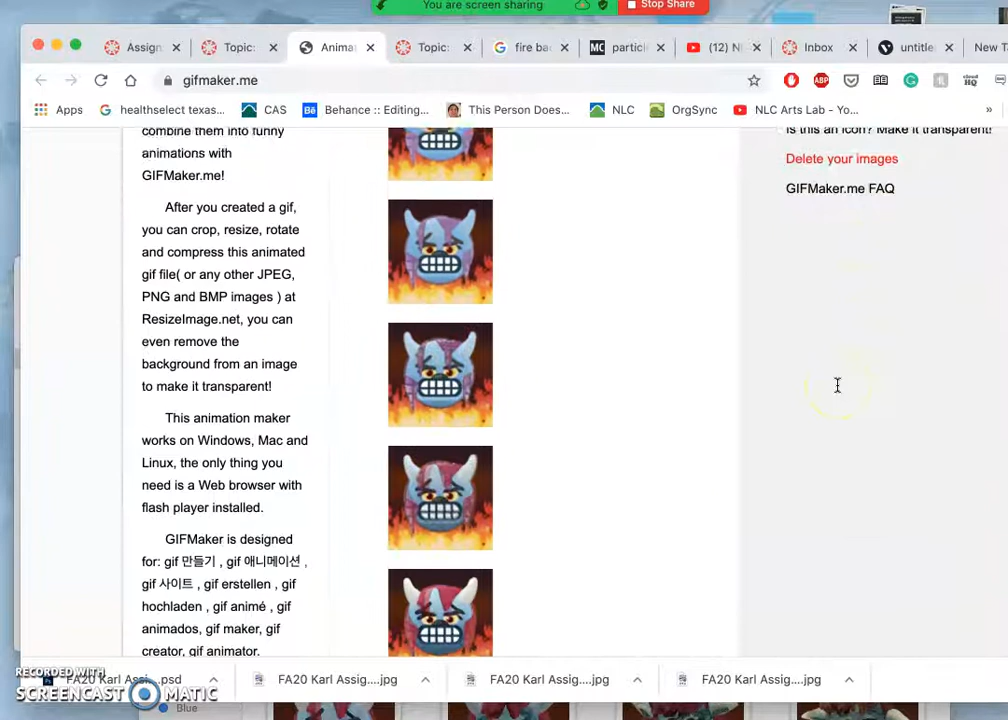 You are screen sharing
Stop Share
Assign
Topic:
Anima
Topic:
fire ba
MC particl
(12) N
Inbox
untitle
New T
gifmaker.me
ABP
cloud HQ
Apps
healthselect texas...
CAS
Behance :: Editing...
This Person Does...
NLC
OrgSync
NLC Arts Lab - Yo...
»
combine them into funny
animations with
GIFMaker.me!
After you created a gif,
you can crop, resize, rotate
and compress this animated
gif file( or any other JPEG,
PNG and BMP images ) at
ResizeImage.net, you can
even remove the
background from an image
to make it transparent!
This animation maker
works on Windows, Mac and
Linux, the only thing you
need is a Web browser with
flash player installed.
GIFMaker is designed
for: gif 만들기 , gif 애니메이션 ,
gif 사이트 , gif erstellen , gif
hochladen , gif animé , gif
animados, gif maker, gif
creator, gif animator.
Is this an icon? Make it transparent!
Delete your images
GIFMaker.me FAQ
FA20 Karl Assi....psd
FA20 Karl Assig....jpg
FA20 Karl Assig....jpg
FA20 Karl Assig....jpg
RECORDED WITH
SCREENCAST MATIC
Blue